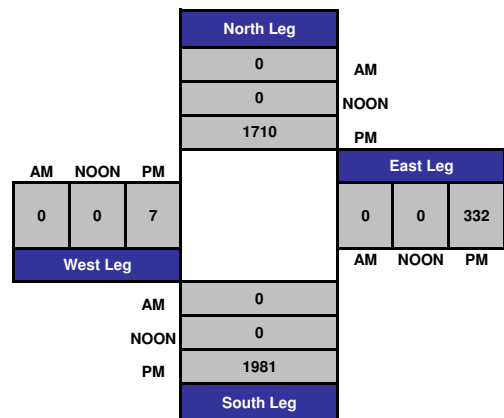 North Leg
0 AM
0 NOON
1710 PM
AM NOON PM
East Leg
0 0 7
0 0 332
West Leg
AM NOON PM
AM 0
NOON 0
PM 1981
South Leg